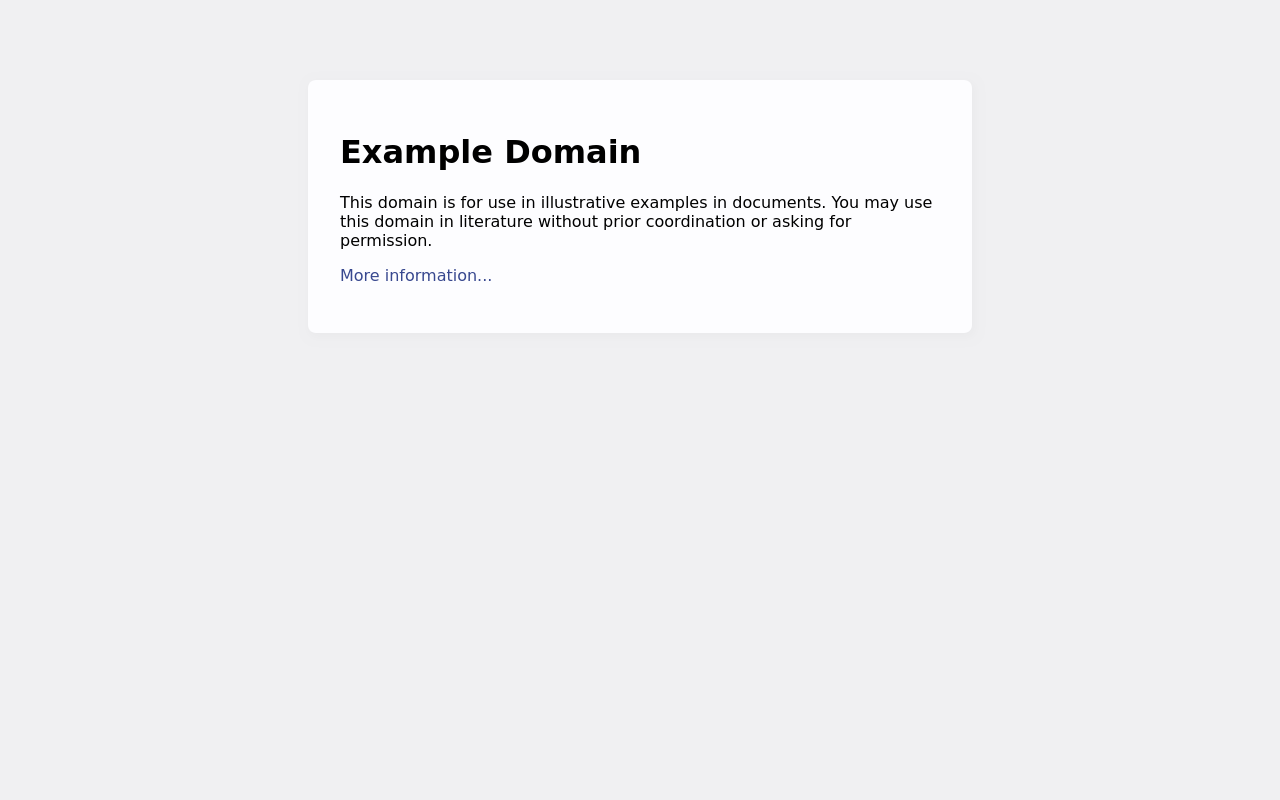 Example Domain
This domain is for use in illustrative examples in documents. You may use
this domain in literature without prior coordination or asking for
permission.
More information...